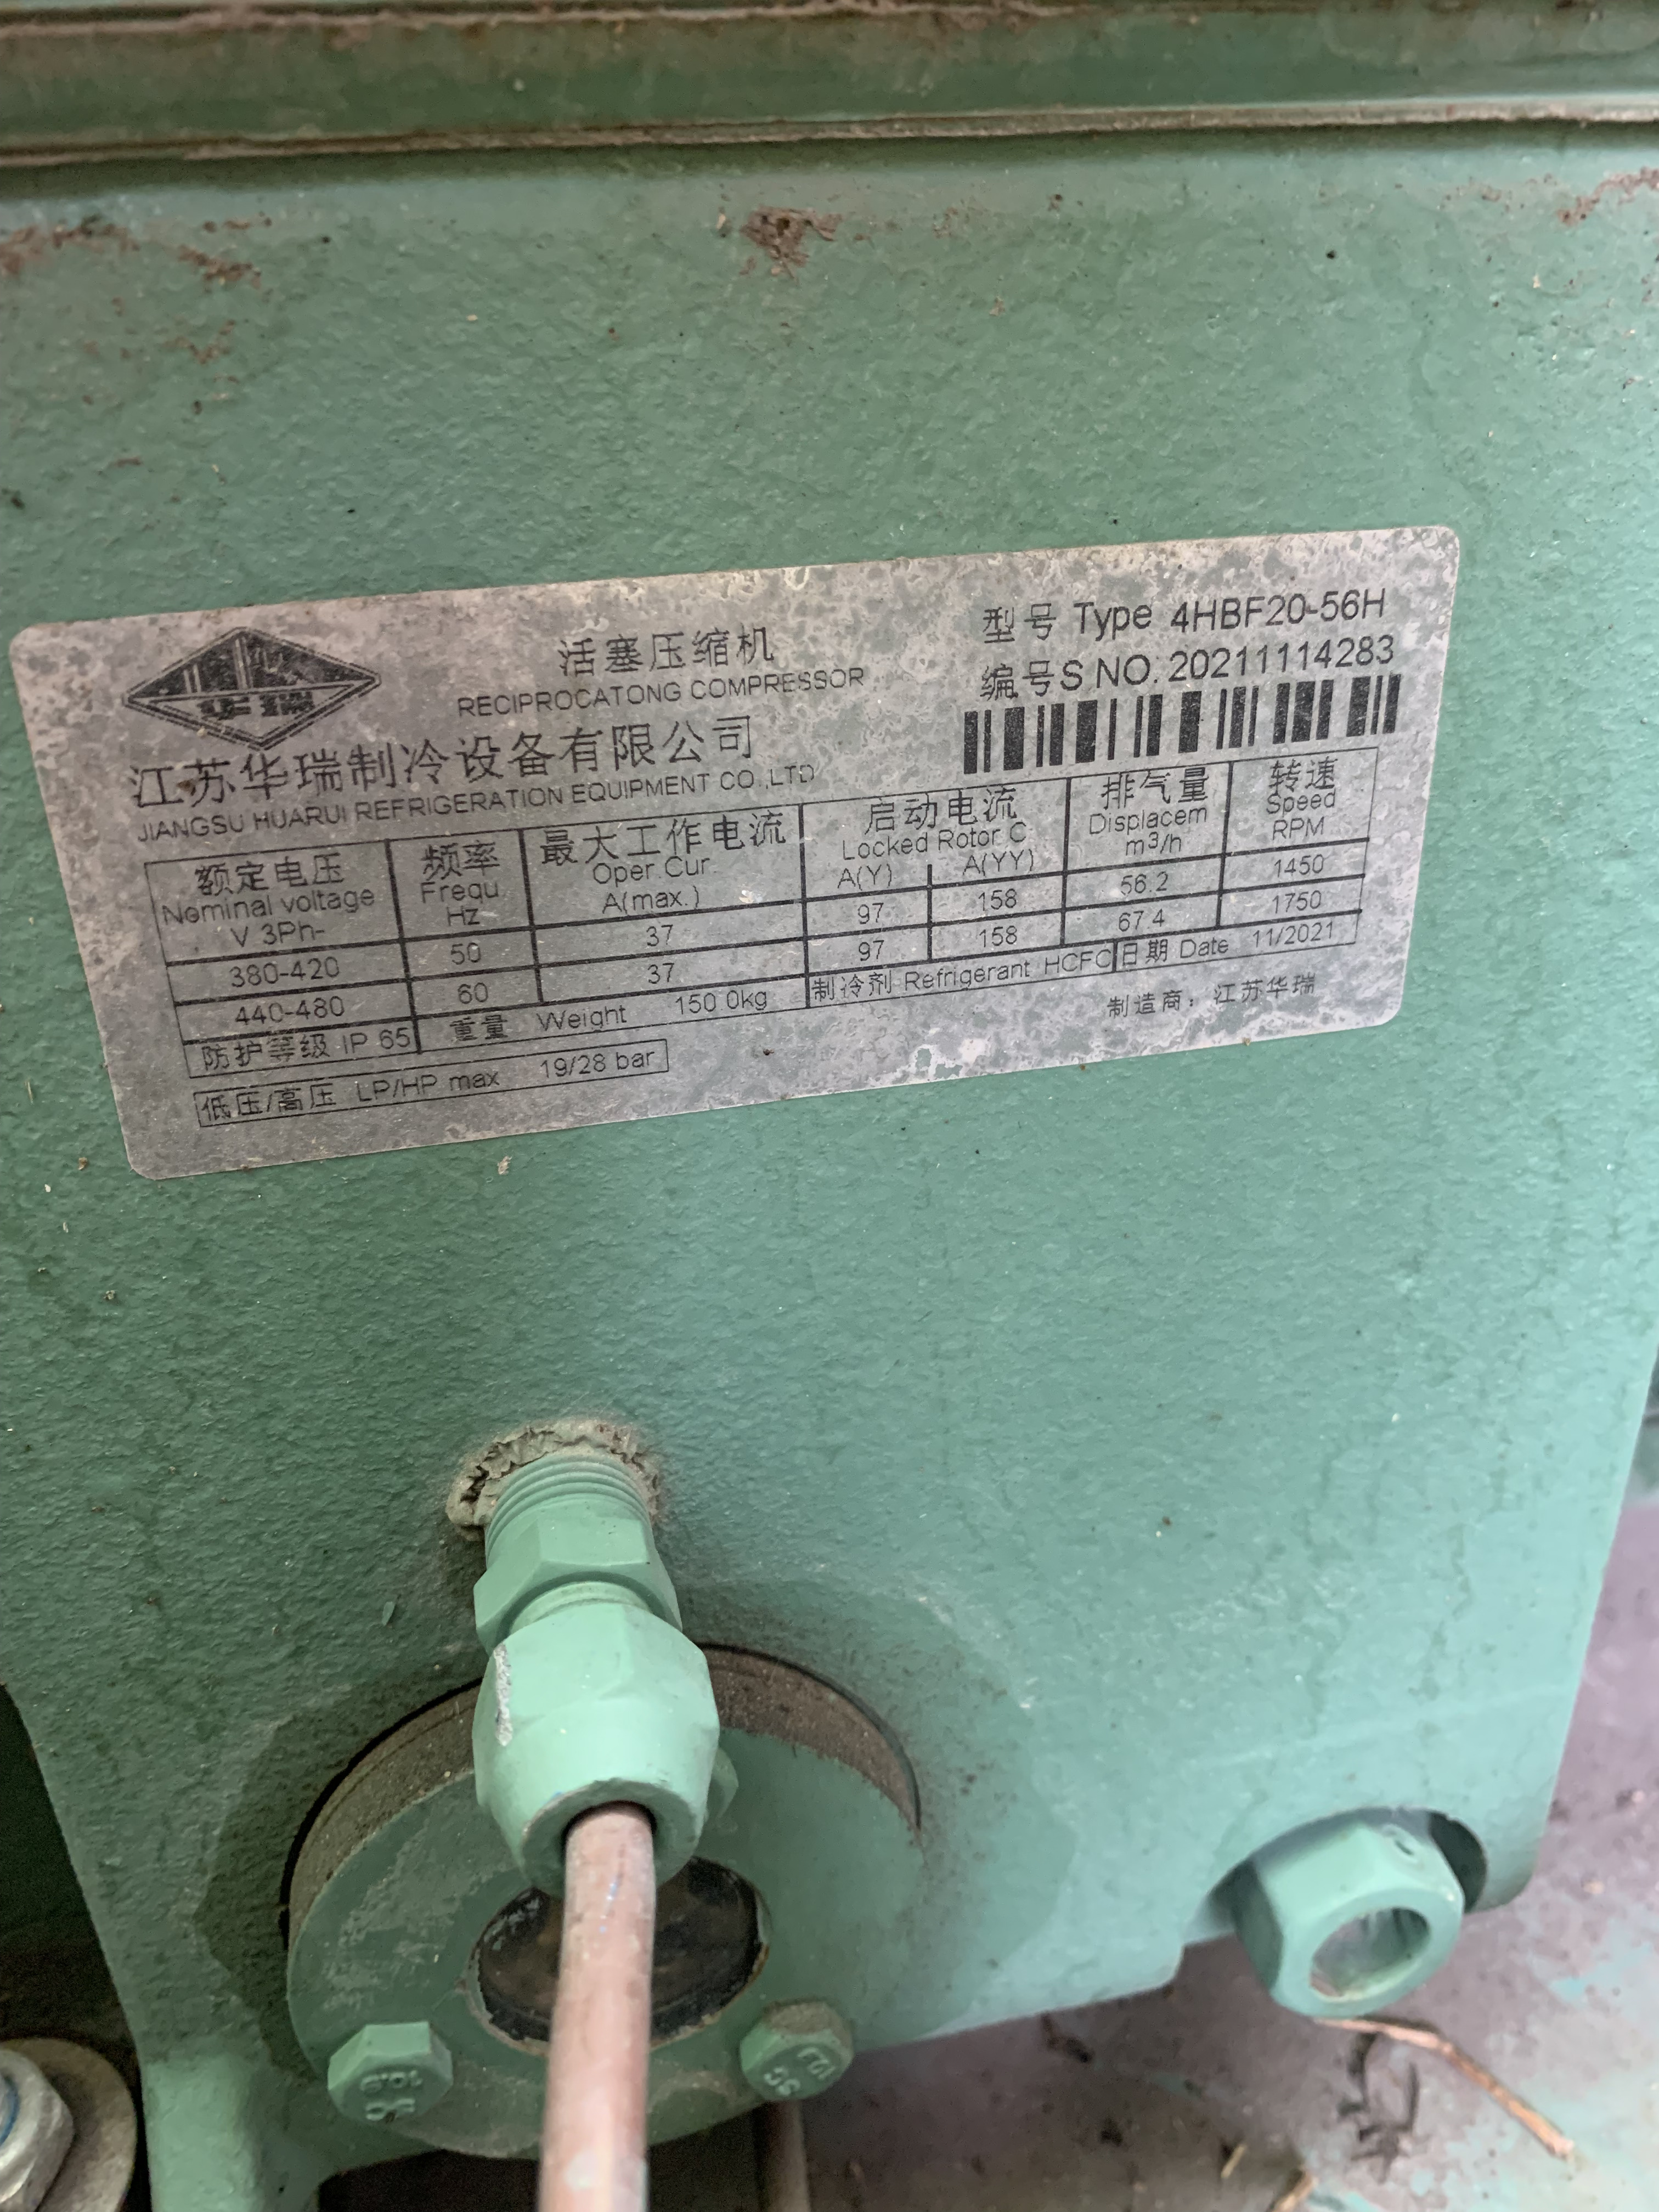 华瑞
活塞压缩机
RECIPROCATONG COMPRESSOR
江苏华瑞制冷设备有限公司
JIANGSU HUARUI REFRIGERATION EQUIPMENT CO.,LTD
型号 Type 4HBF20-56H
编号S NO. 20211114283
额定电压 频率 最大工作电流 启动电流 排气量 转速
Nominal voltage Frequ Oper Cur Locked Rotor C Displacem Speed
V 3Ph- Hz A(max.) A(Y) A(YY) m³/h RPM
380-420 50 37 97 158 56.2 1450
440-480 60 37 97 158 67.4 1750
防护等级 IP 65 重量 Weight 150 0kg 制冷剂 Refrigerant HCFC 日期 Date 11/2021
低压/高压 LP/HP max 19/28 bar
制造商：江苏华瑞
10.9